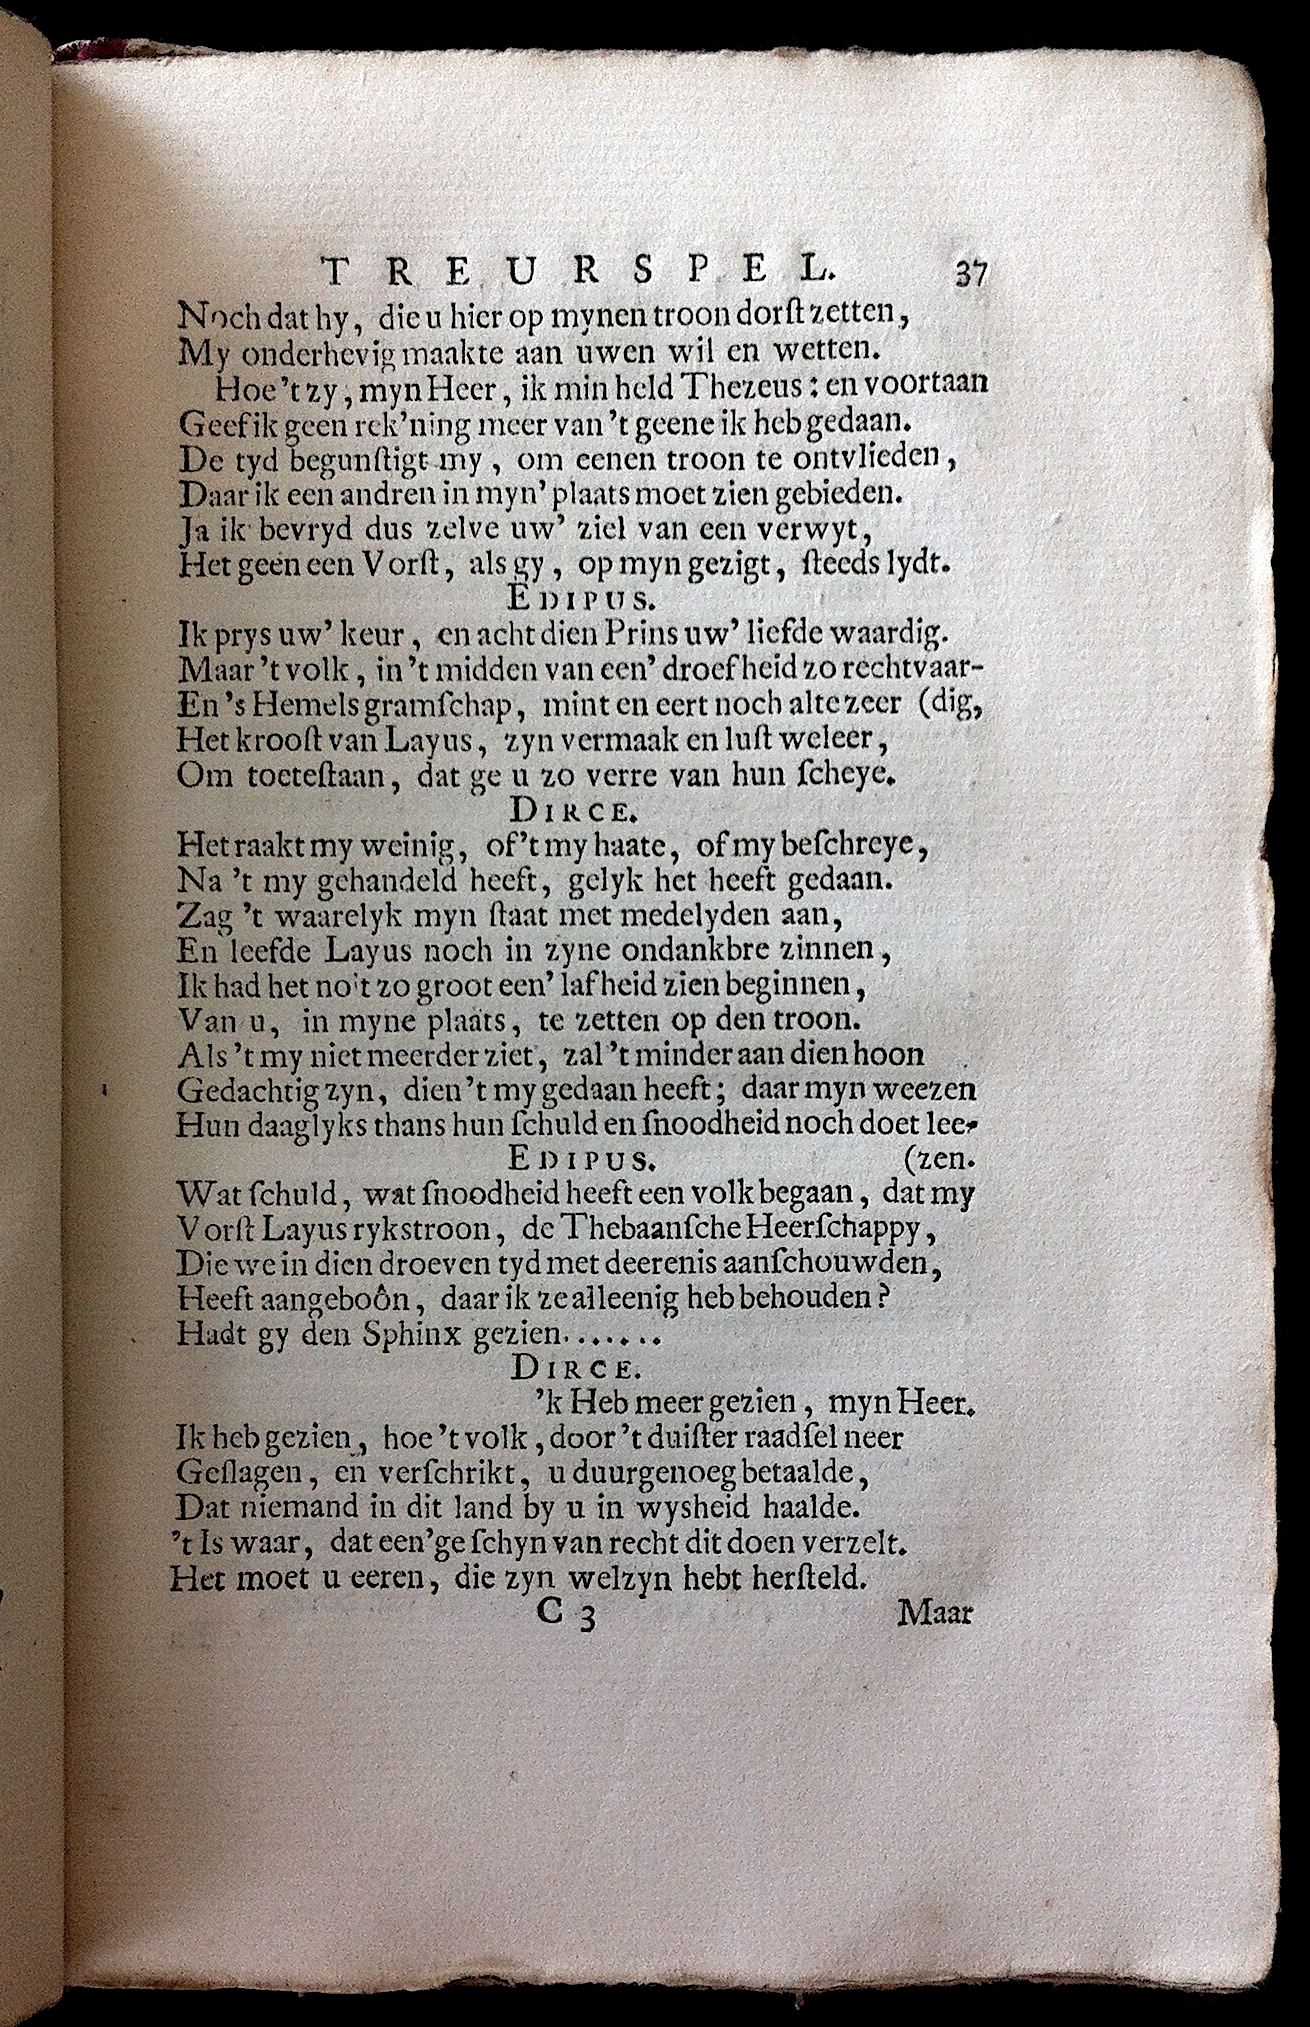 TREURSPEL. 37
Noch dat hy, die u hier op mynen troon dorſt zetten,
My onderhevig maakte aan uwen wil en wetten.
Hoe 't zy, myn Heer, ik min held Thezeus: en voortaan
Geef ik geen rek'ning meer van 't geene ik heb gedaan.
De tyd begunſtigt my, om eenen troon te ontvlieden,
Daar ik een andren in myn' plaats moet zien gebieden.
Ja ik bevryd dus zelve uw' ziel van een verwyt,
Het geen een Vorſt, als gy, op myn gezigt, ſteeds lydt.
EDIPUS.
Ik prys uw' keur, en acht dien Prins uw' liefde waardig.
Maar 't volk, in 't midden van een' droefheid zo rechtvaar-
En 's Hemels gramſchap, mint en eert noch alte zeer (dig,
Het krooſt van Layus, zyn vermaak en luſt weleer,
Om toeteſtaan, dat ge u zo verre van hun ſcheye.
DIRCE.
Het raakt my weinig, of 't my haate, of my beſchreye,
Na 't my gehandeld heeft, gelyk het heeft gedaan.
Zag 't waarelyk myn ſtaat met medelyden aan,
En leefde Layus noch in zyne ondankbre zinnen,
Ik had het noit zo groot een' lafheid zien beginnen,
Van u, in myne plaats, te zetten op den troon.
Als 't my niet meerder ziet, zal 't minder aan dien hoon
Gedachtig zyn, dien 't my gedaan heeft; daar myn weezen
Hun daaglyks thans hun ſchuld en ſnoodheid noch doet lee-
EDIPUS. (zen.
Wat ſchuld, wat ſnoodheid heeft een volk begaan, dat my
Vorſt Layus rykstroon, de Thebaanſche Heerſchappy,
Die we in dien droeven tyd met deerenis aanſchouwden,
Heeft aangeboôn, daar ik ze alleenig heb behouden?
Hadt gy den Sphinx gezien.......
DIRCE.
'k Heb meer gezien, myn Heer.
Ik heb gezien, hoe 't volk, door 't duiſter raadſel neer
Geſlagen, en verſchrikt, u duur genoeg betaalde,
Dat niemand in dit land by u in wysheid haalde.
't Is waar, dat een'ge ſchyn van recht dit doen verzelt.
Het moet u eeren, die zyn welzyn hebt herſteld.
C 3 Maar